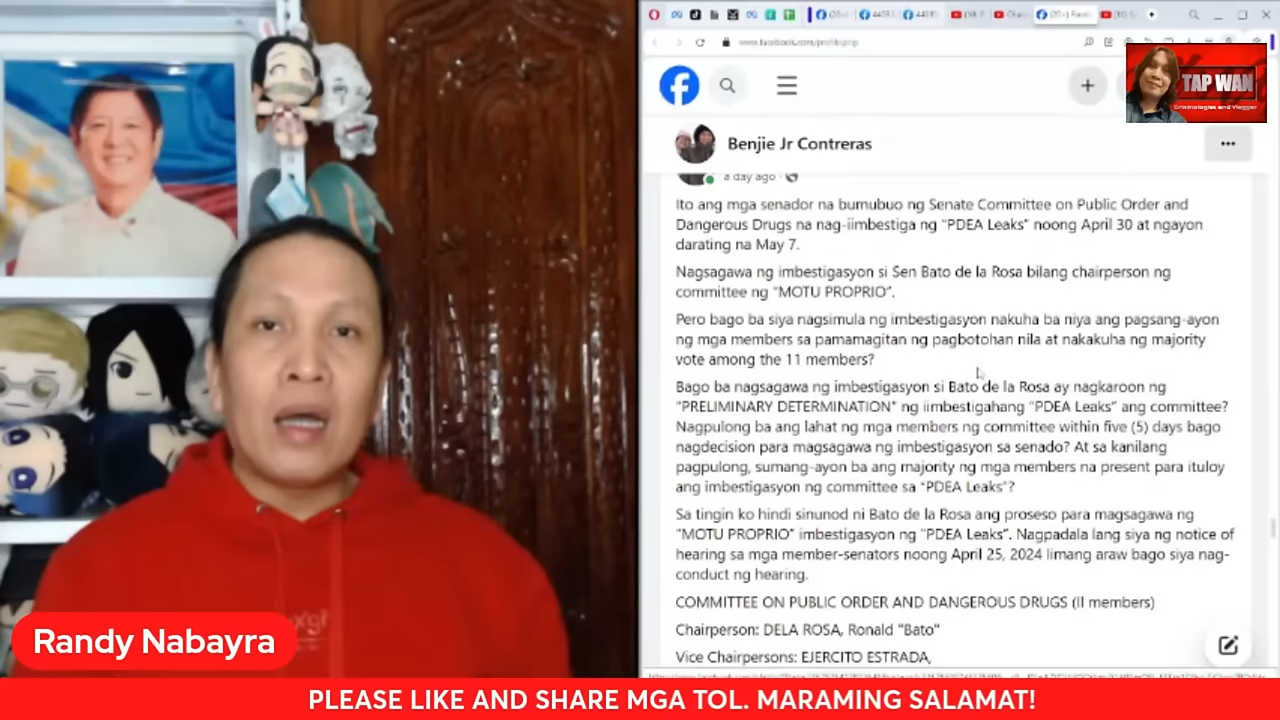 www.facebook.com/profile.php
TAP WAN
Criminologist and Vlogger
Benjie Jr Contreras
a day ago
Ito ang mga senador na bumubuo ng Senate Committee on Public Order and
Dangerous Drugs na nag-iimbestiga ng "PDEA Leaks" noong April 30 at ngayon
darating na May 7.
Nagsagawa ng imbestigasyon si Sen Bato de la Rosa bilang chairperson ng
committee ng "MOTU PROPRIO".
Pero bago ba siya nagsimula ng imbestigasyon nakuha ba niya ang pagsang-ayon
ng mga members sa pamamagitan ng pagbotohan nila at nakakuha ng majority
vote among the 11 members?
Bago ba nagsagawa ng imbestigasyon si Bato de la Rosa ay nagkaroon ng
"PRELIMINARY DETERMINATION" ng iimbestigahang "PDEA Leaks" ang committee?
Nagpulong ba ang lahat ng mga members ng committee within five (5) days bago
nagdecision para magsagawa ng imbestigasyon sa senado? At sa kanilang
pagpulong, sumang-ayon ba ang majority ng mga members na present para ituloy
ang imbestigasyon ng committee sa "PDEA Leaks"?
Sa tingin ko hindi sinunod ni Bato de la Rosa ang proseso para magsagawa ng
"MOTU PROPRIO" imbestigasyon ng "PDEA Leaks". Nagpadala lang siya ng notice of
hearing sa mga member-senators noong April 25, 2024 limang araw bago siya nag-
conduct ng hearing.
COMMITTEE ON PUBLIC ORDER AND DANGEROUS DRUGS (II members)
Chairperson: DELA ROSA, Ronald "Bato"
Vice Chairpersons: EJERCITO ESTRADA,
Randy Nabayra
PLEASE LIKE AND SHARE MGA TOL. MARAMING SALAMAT!